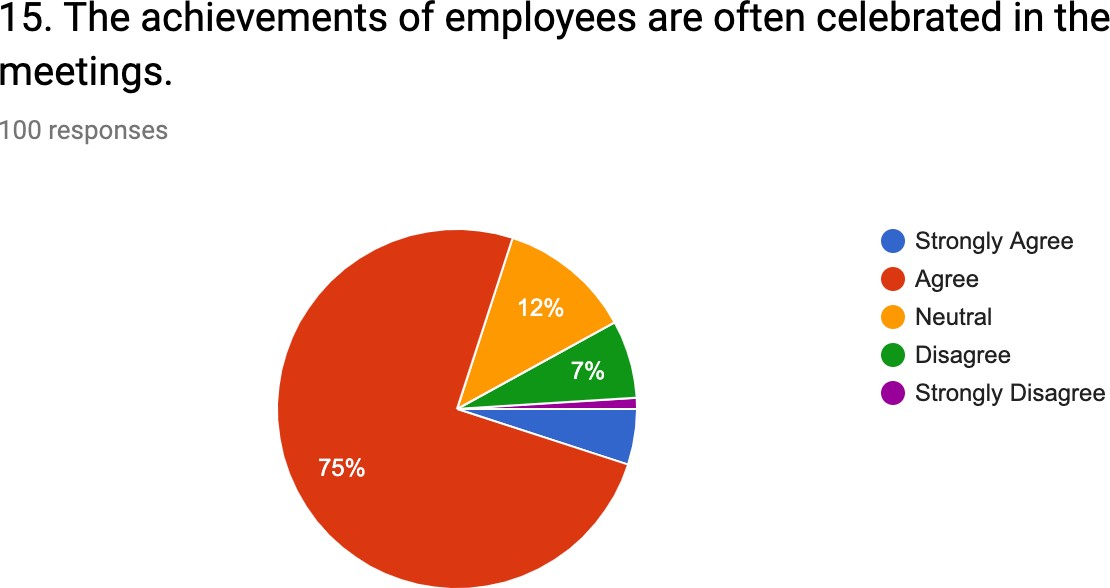 15. The achievements of employees are often celebrated in the
meetings.
100 responses
Strongly Agree
Agree
Neutral
Disagree
Strongly Disagree
12%
7%
75%